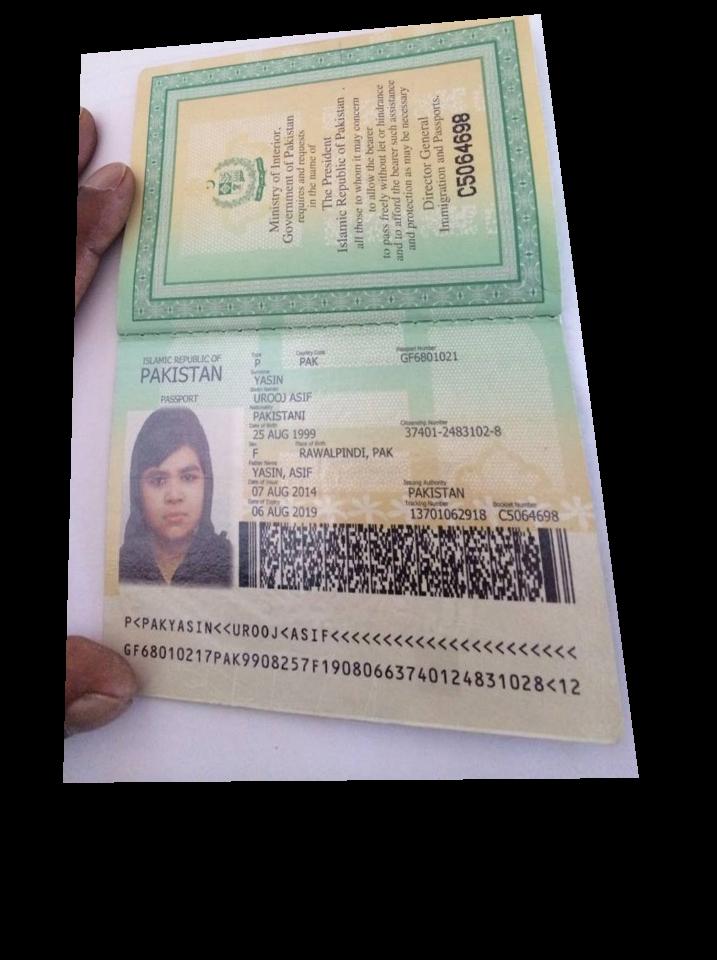 Ministry of Interior,
Government of Pakistan
requires and requests
in the name of
The President
Islamic Republic of Pakistan .
all those to whom it may concern
to allow the bearer
to pass freely without let or hindrance
and to afford the bearer such assistance
and protection as may be necessary
Director General
Immigration and Passports.
C5064698
ISLAMIC REPUBLIC OF
PAKISTAN
PASSPORT
Type Country Code Passport Number
P PAK GF6801021
Surname
YASIN
Given Names
UROOJ ASIF
Nationality
PAKISTANI
Date of Birth Citizenship Number
25 AUG 1999 37401-2483102-8
Sex Place of Birth
F RAWALPINDI, PAK
Father Name
YASIN, ASIF
Date of Issue Issuing Authority
07 AUG 2014 PAKISTAN
Date of Expiry Tracking Number Booklet Number
06 AUG 2019 13701062918 C5064698
P<PAKYASIN<<UROOJ<ASIF<<<<<<<<<<<<<<<<<<<<<<
GF68010217PAK9908257F19080663740124831028<12